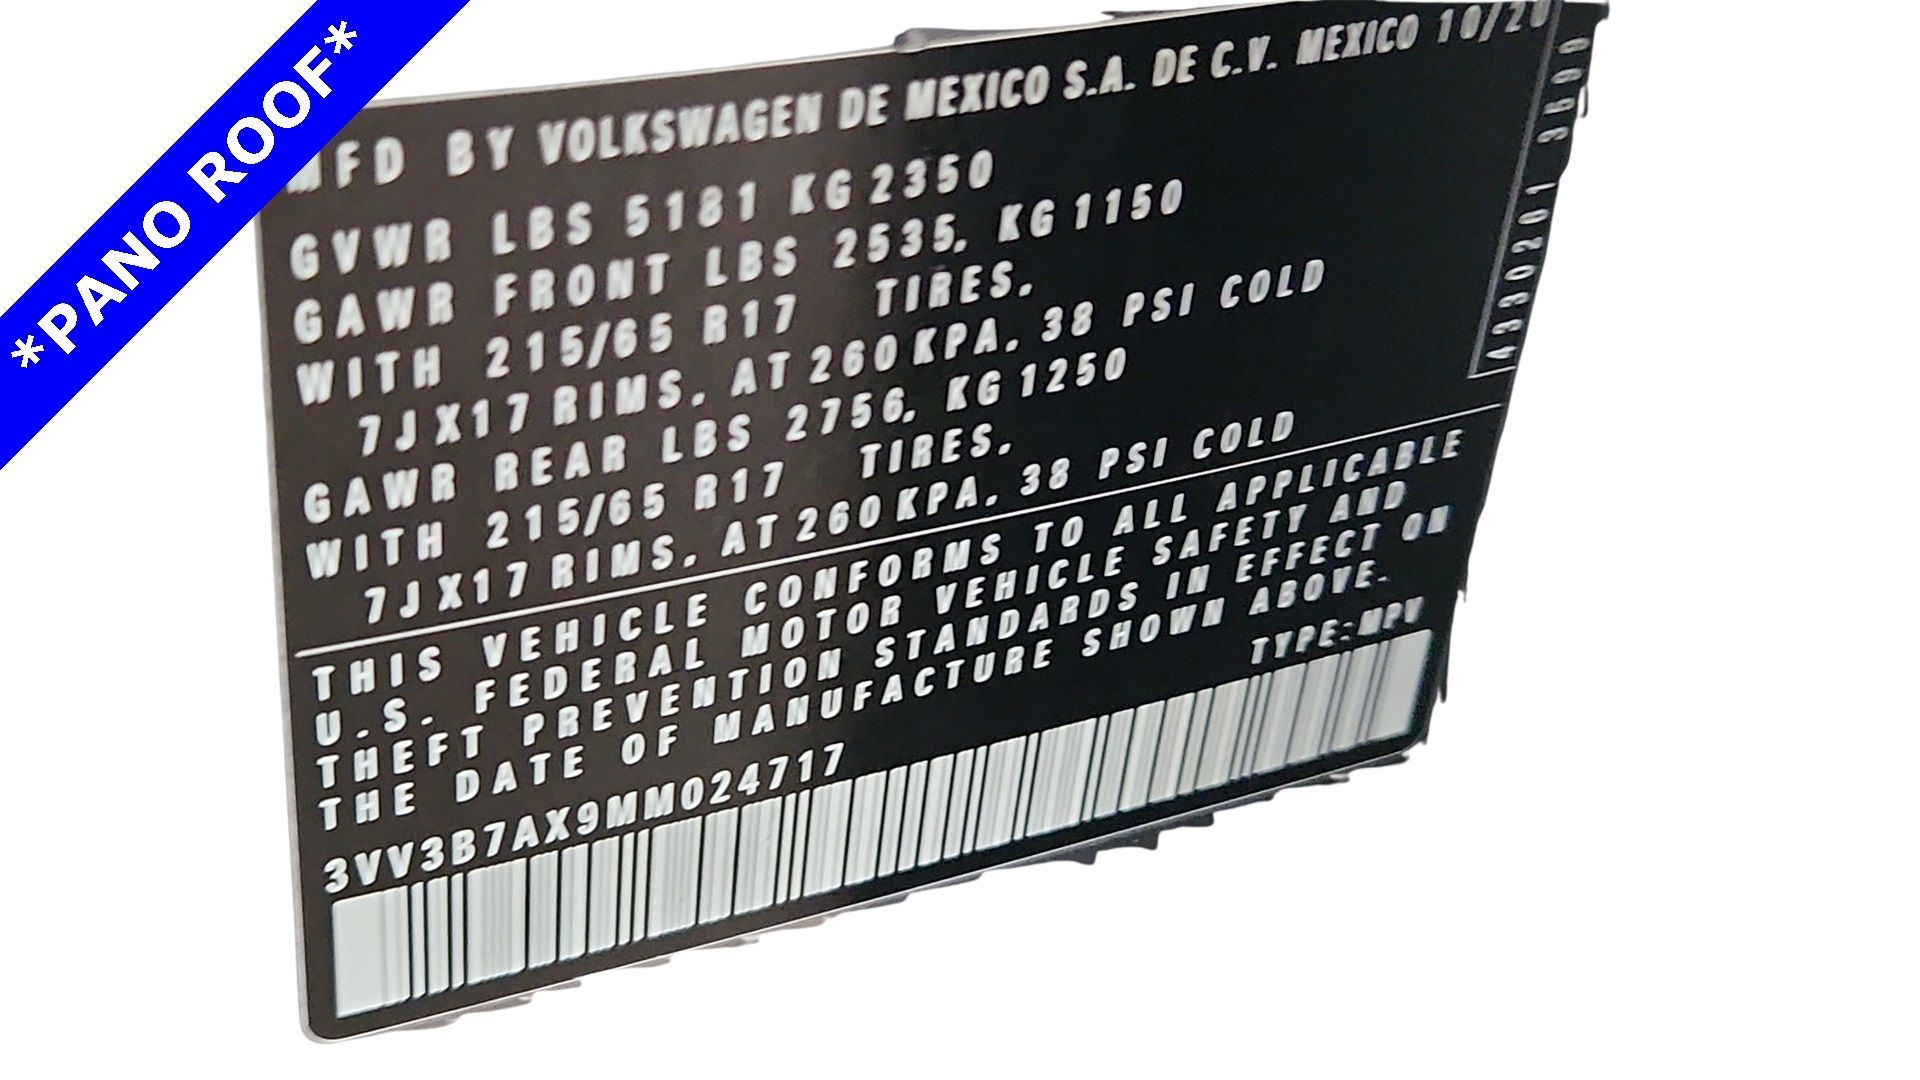 *PANO ROOF*
MFD BY VOLKSWAGEN DE MEXICO S.A. DE C.V. MEXICO 10/20
GVWR LBS 5181 KG 2350
GAWR FRONT LBS 2535, KG 1150
WITH 215/65 R17 TIRES.
7JX17 RIMS. AT 260 KPA. 38 PSI COLD
GAWR REAR LBS 2756, KG 1250
WITH 215/65 R17 TIRES.
7JX17 RIMS. AT 260 KPA. 38 PSI COLD
THIS VEHICLE CONFORMS TO ALL APPLICABLE
U.S. FEDERAL MOTOR VEHICLE SAFETY AND
THEFT PREVENTION STANDARDS IN EFFECT ON
THE DATE OF MANUFACTURE SHOWN ABOVE.
TYPE:MPV
3VV3B7AX9MM024717
4330201